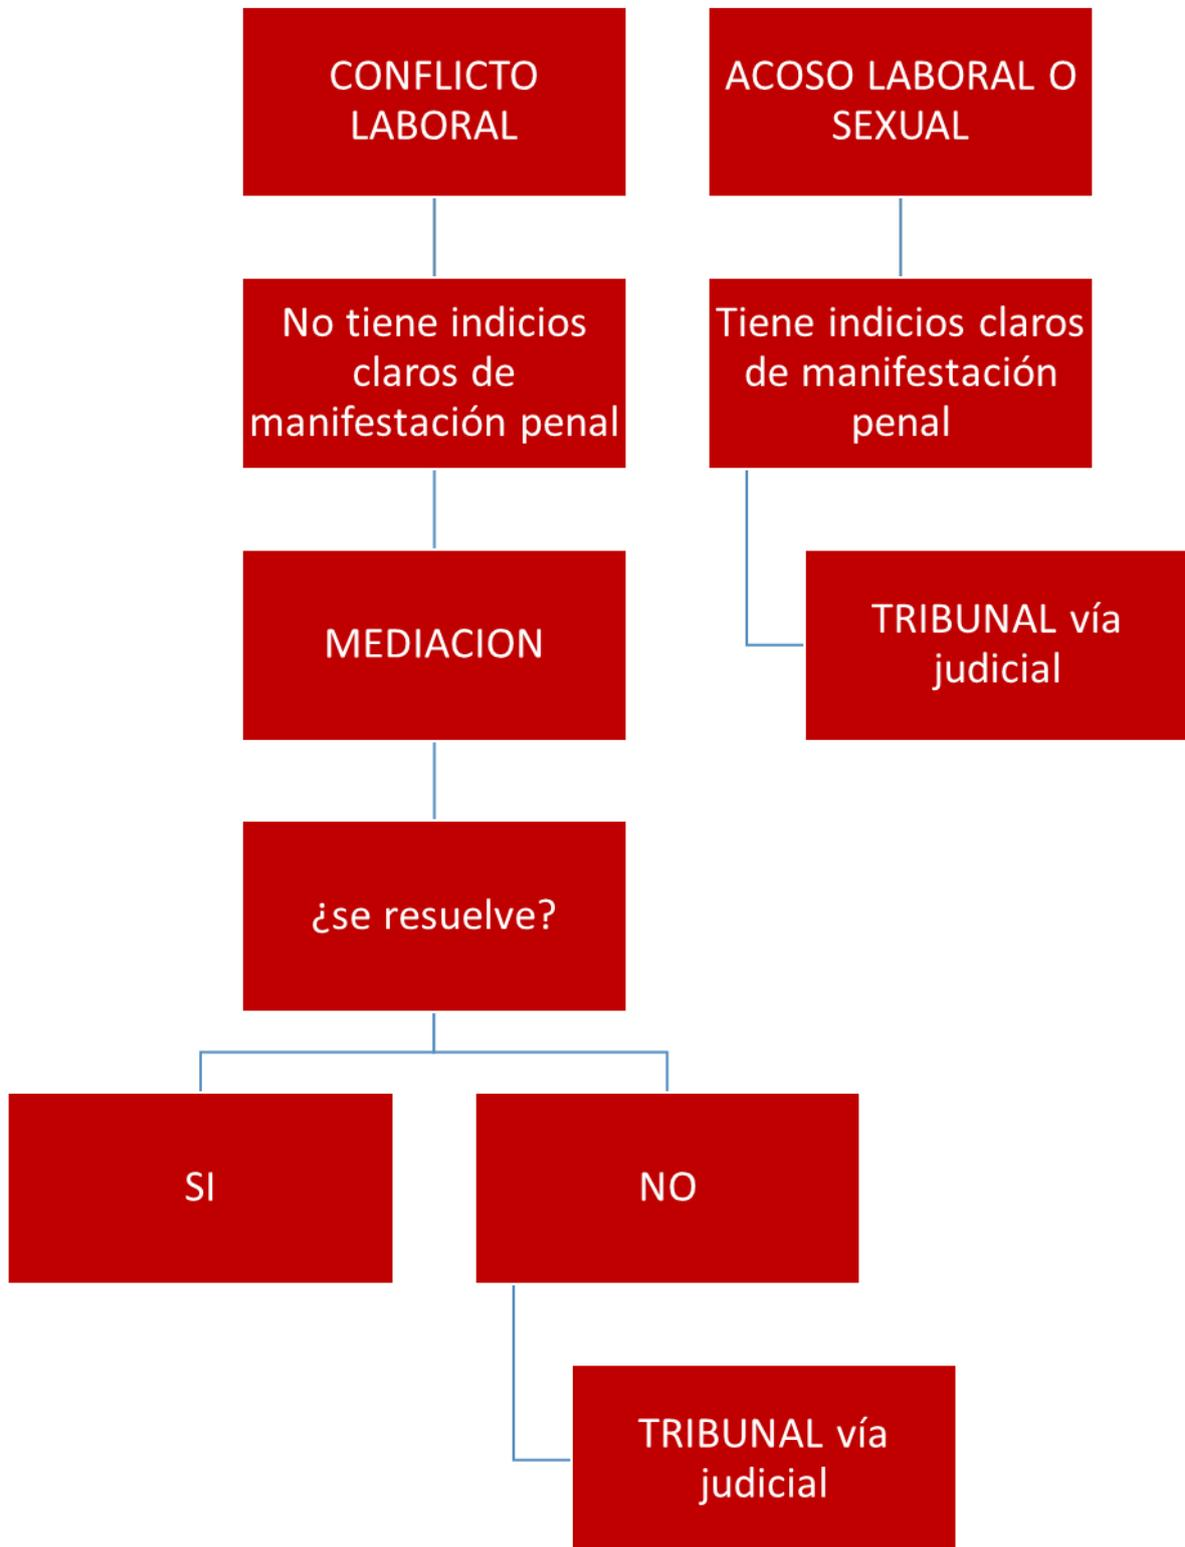 CONFLICTO
LABORAL
No tiene indicios
claros de
manifestación penal
MEDIACION
¿se resuelve?
SI
NO
TRIBUNAL vía
judicial
ACOSO LABORAL O
SEXUAL
Tiene indicios claros
de manifestación
penal
TRIBUNAL vía
judicial